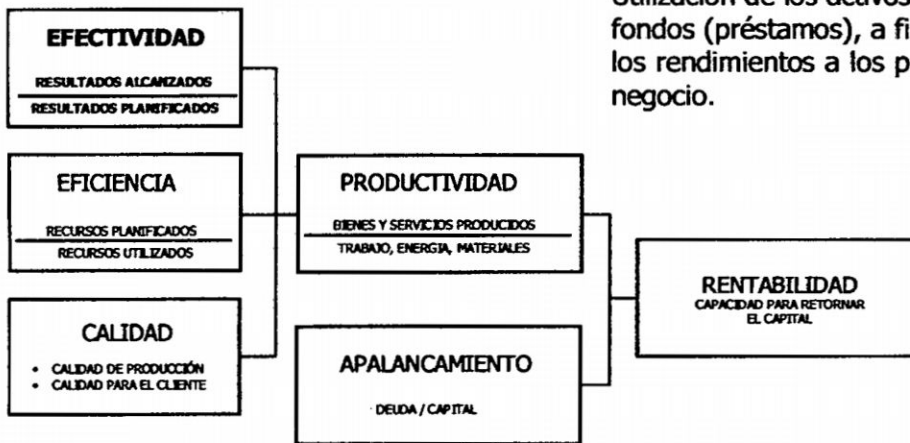 fondos (préstamos), a fi
los rendimientos a los p
negocio.
EFECTIVIDAD
RESULTADOS ALCANZADOS
RESULTADOS PLANIFICADOS
EFICIENCIA
RECURSOS PLANIFICADOS
RECURSOS UTILIZADOS
CALIDAD
• CALIDAD DE PRODUCCIÓN
• CALIDAD PARA EL CLIENTE
PRODUCTIVIDAD
BIENES Y SERVICIOS PRODUCIDOS
TRABAJO, ENERGIA, MATERIALES
APALANCAMIENTO
DEUDA / CAPITAL
RENTABILIDAD
CAPACIDAD PARA RETORNAR
EL CAPITAL